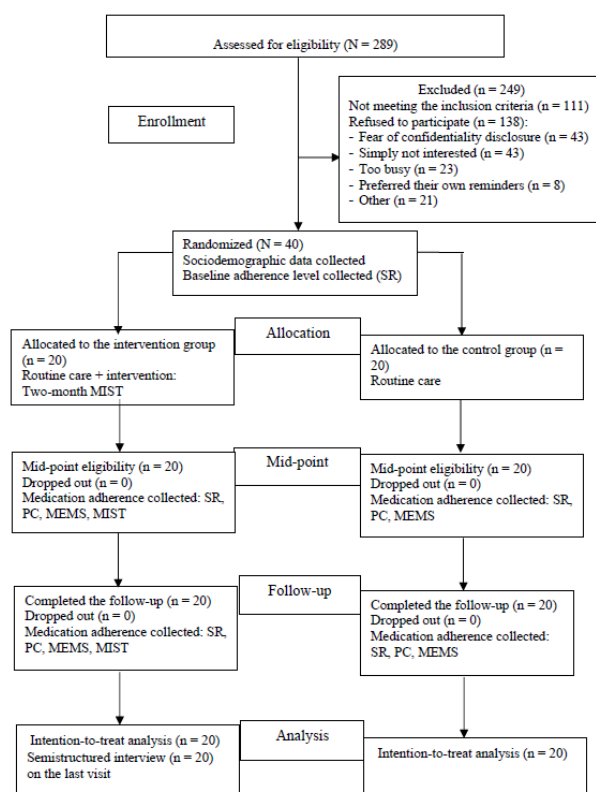 Assessed for eligibility (N = 289)
Excluded (n = 249)
Not meeting the inclusion criteria (n = 111)
Refused to participate (n = 138):
- Fear of confidentiality disclosure (n = 43)
- Simply not interested (n = 43)
- Too busy (n = 23)
- Preferred their own reminders (n = 8)
- Other (n = 21)
Enrollment
Randomized (N = 40)
Sociodemographic data collected
Baseline adherence level collected (SR)
Allocation
Allocated to the intervention group
(n = 20)
Routine care + intervention:
Two-month MIST
Allocated to the control group (n =
20)
Routine care
Mid-point
Mid-point eligibility (n = 20)
Dropped out (n = 0)
Medication adherence collected: SR,
PC, MEMS, MIST
Mid-point eligibility (n = 20)
Dropped out (n = 0)
Medication adherence collected: SR,
PC, MEMS
Follow-up
Completed the follow-up (n = 20)
Dropped out (n = 0)
Medication adherence collected: SR,
PC, MEMS, MIST
Completed the follow-up (n = 20)
Dropped out (n = 0)
Medication adherence collected:
SR, PC, MEMS
Analysis
Intention-to-treat analysis (n = 20)
Semistructured interview (n = 20)
on the last visit
Intention-to-treat analysis (n = 20)